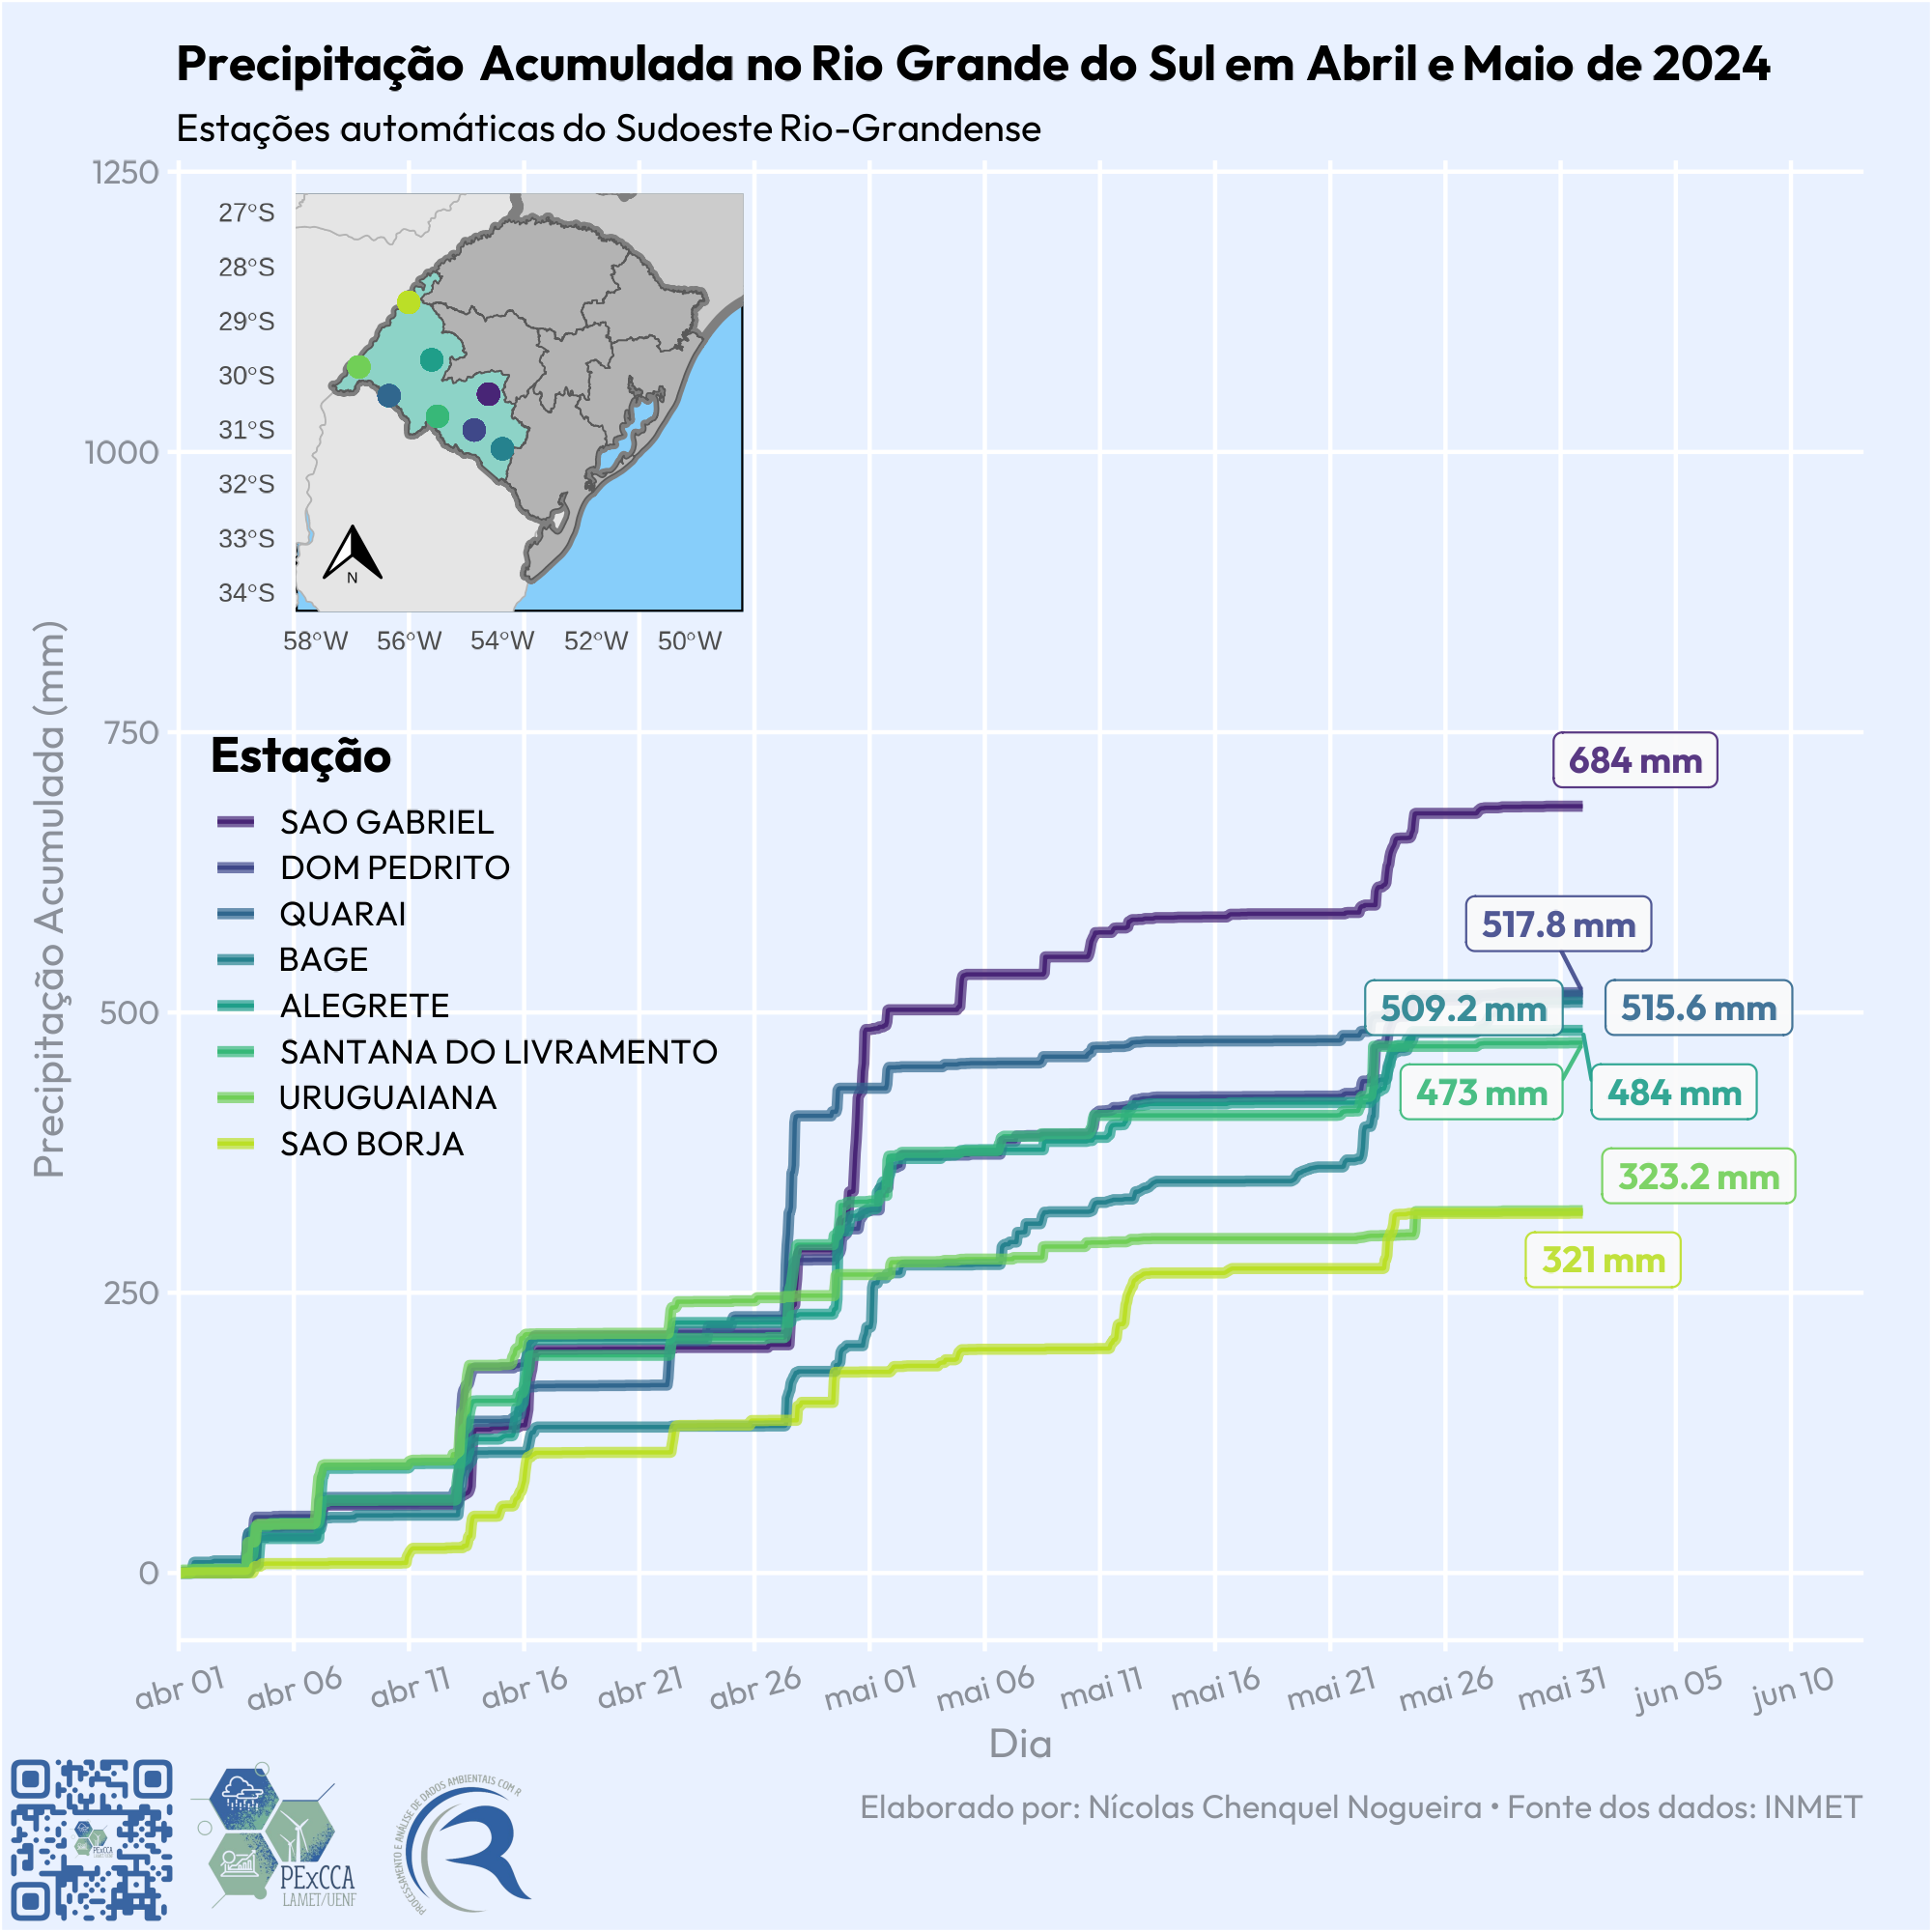 Precipitação Acumulada no Rio Grande do Sul em Abril e Maio de 2024
Estações automáticas do Sudoeste Rio-Grandense
Precipitação Acumulada (mm)
1250
1000
750
500
250
0
27°S
28°S
29°S
30°S
31°S
32°S
33°S
34°S
N
58°W 56°W 54°W 52°W 50°W
Estação
SAO GABRIEL
DOM PEDRITO
QUARAI
BAGE
ALEGRETE
SANTANA DO LIVRAMENTO
URUGUAIANA
SAO BORJA
684 mm
517.8 mm
509.2 mm
515.6 mm
473 mm
484 mm
323.2 mm
321 mm
abr 01 abr 06 abr 11 abr 16 abr 21 abr 26 mai 01 mai 06 mai 11 mai 16 mai 21 mai 26 mai 31 jun 05 jun 10
Dia
Elaborado por: Nícolas Chenquel Nogueira • Fonte dos dados: INMET
PExCCA
PExCCA
LAMET/UENF
PROCESSAMENTO E ANÁLISE DE DADOS AMBIENTAIS COM R
R